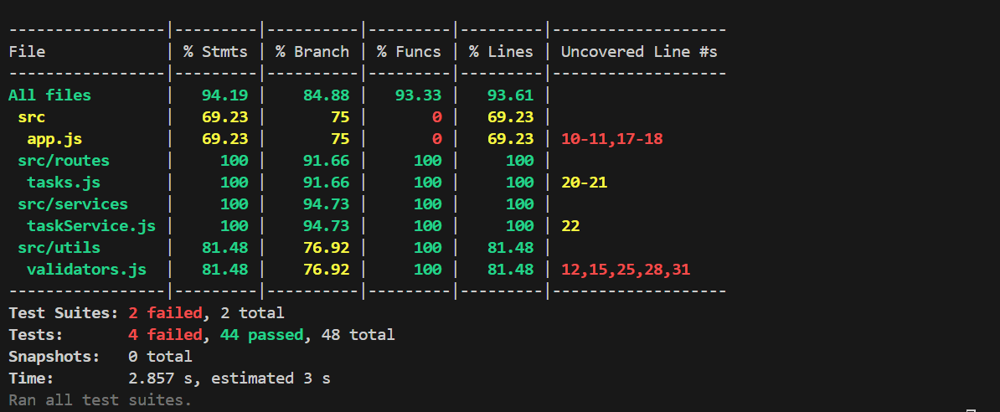 -----------------|---------|----------|---------|---------|-------------------
File             | % Stmts | % Branch | % Funcs | % Lines | Uncovered Line #s
-----------------|---------|----------|---------|---------|-------------------
All files        |   94.19 |    84.88 |   93.33 |   93.61 |
 src             |   69.23 |       75 |       0 |   69.23 |
  app.js         |   69.23 |       75 |       0 |   69.23 | 10-11,17-18
 src/routes      |     100 |    91.66 |     100 |     100 |
  tasks.js       |     100 |    91.66 |     100 |     100 | 20-21
 src/services    |     100 |    94.73 |     100 |     100 |
  taskService.js |     100 |    94.73 |     100 |     100 | 22
 src/utils       |   81.48 |    76.92 |     100 |   81.48 |
  validators.js  |   81.48 |    76.92 |     100 |   81.48 | 12,15,25,28,31
-----------------|---------|----------|---------|---------|-------------------
Test Suites: 2 failed, 2 total
Tests:       4 failed, 44 passed, 48 total
Snapshots:   0 total
Time:        2.857 s, estimated 3 s
Ran all test suites.